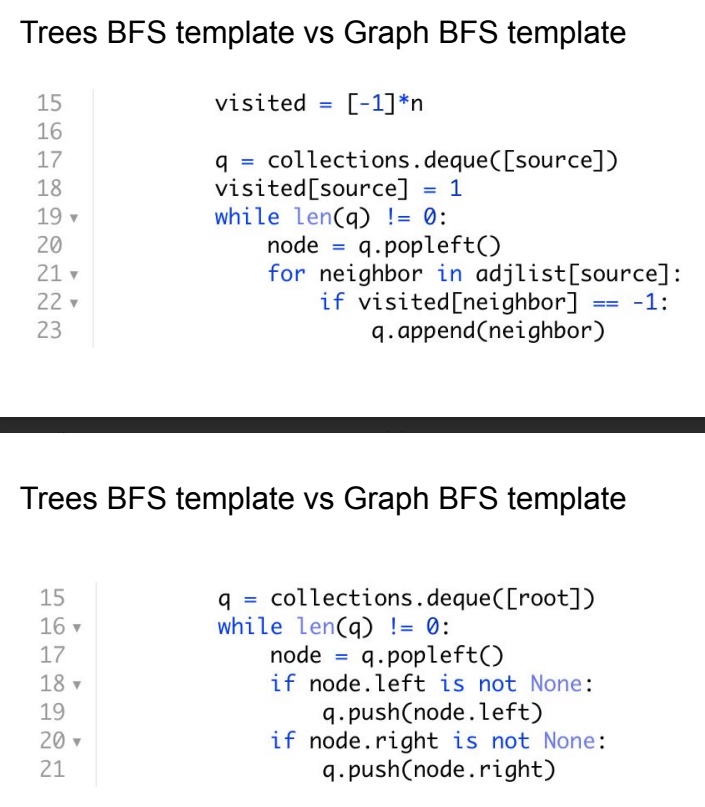 Trees BFS template vs Graph BFS template
15 visited = [-1]*n
16
17 q = collections.deque([source])
18 visited[source] = 1
19 while len(q) != 0:
20 node = q.popleft()
21 for neighbor in adjlist[source]:
22 if visited[neighbor] == -1:
23 q.append(neighbor)
Trees BFS template vs Graph BFS template
15 q = collections.deque([root])
16 while len(q) != 0:
17 node = q.popleft()
18 if node.left is not None:
19 q.push(node.left)
20 if node.right is not None:
21 q.push(node.right)